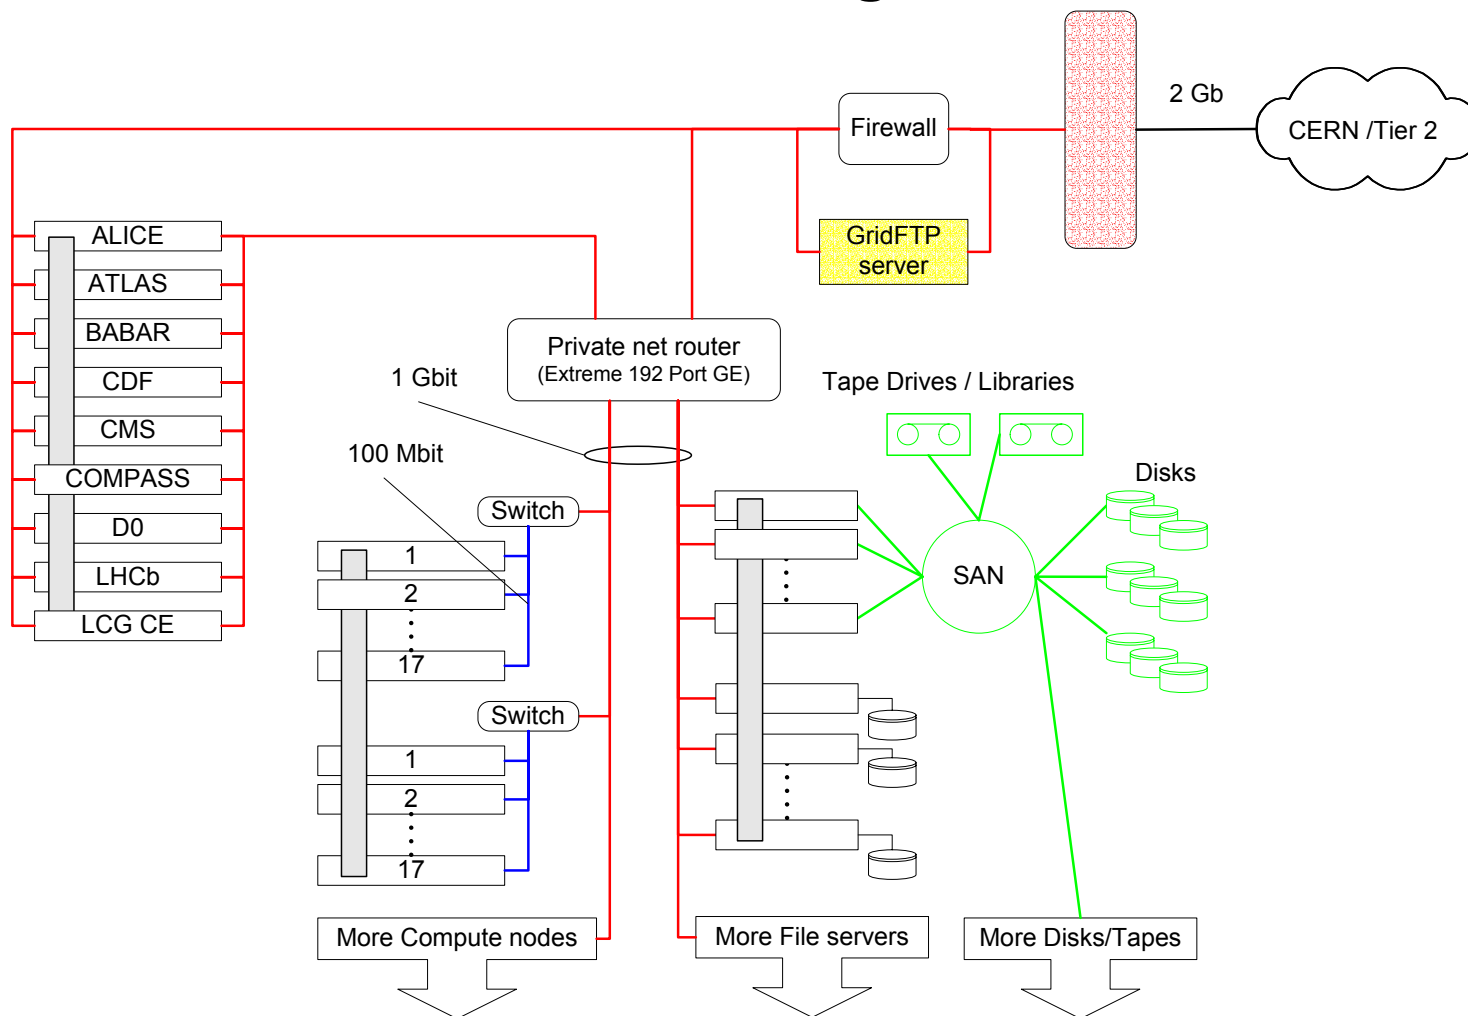 2 Gb
Firewall
CERN /Tier 2
GridFTP
server
ALICE
ATLAS
BABAR
CDF
CMS
COMPASS
D0
LHCb
LCG CE
Private net router
(Extreme 192 Port GE)
1 Gbit
100 Mbit
Tape Drives / Libraries
Disks
Switch
1
2
17
SAN
Switch
1
2
17
More Compute nodes
More File servers
More Disks/Tapes